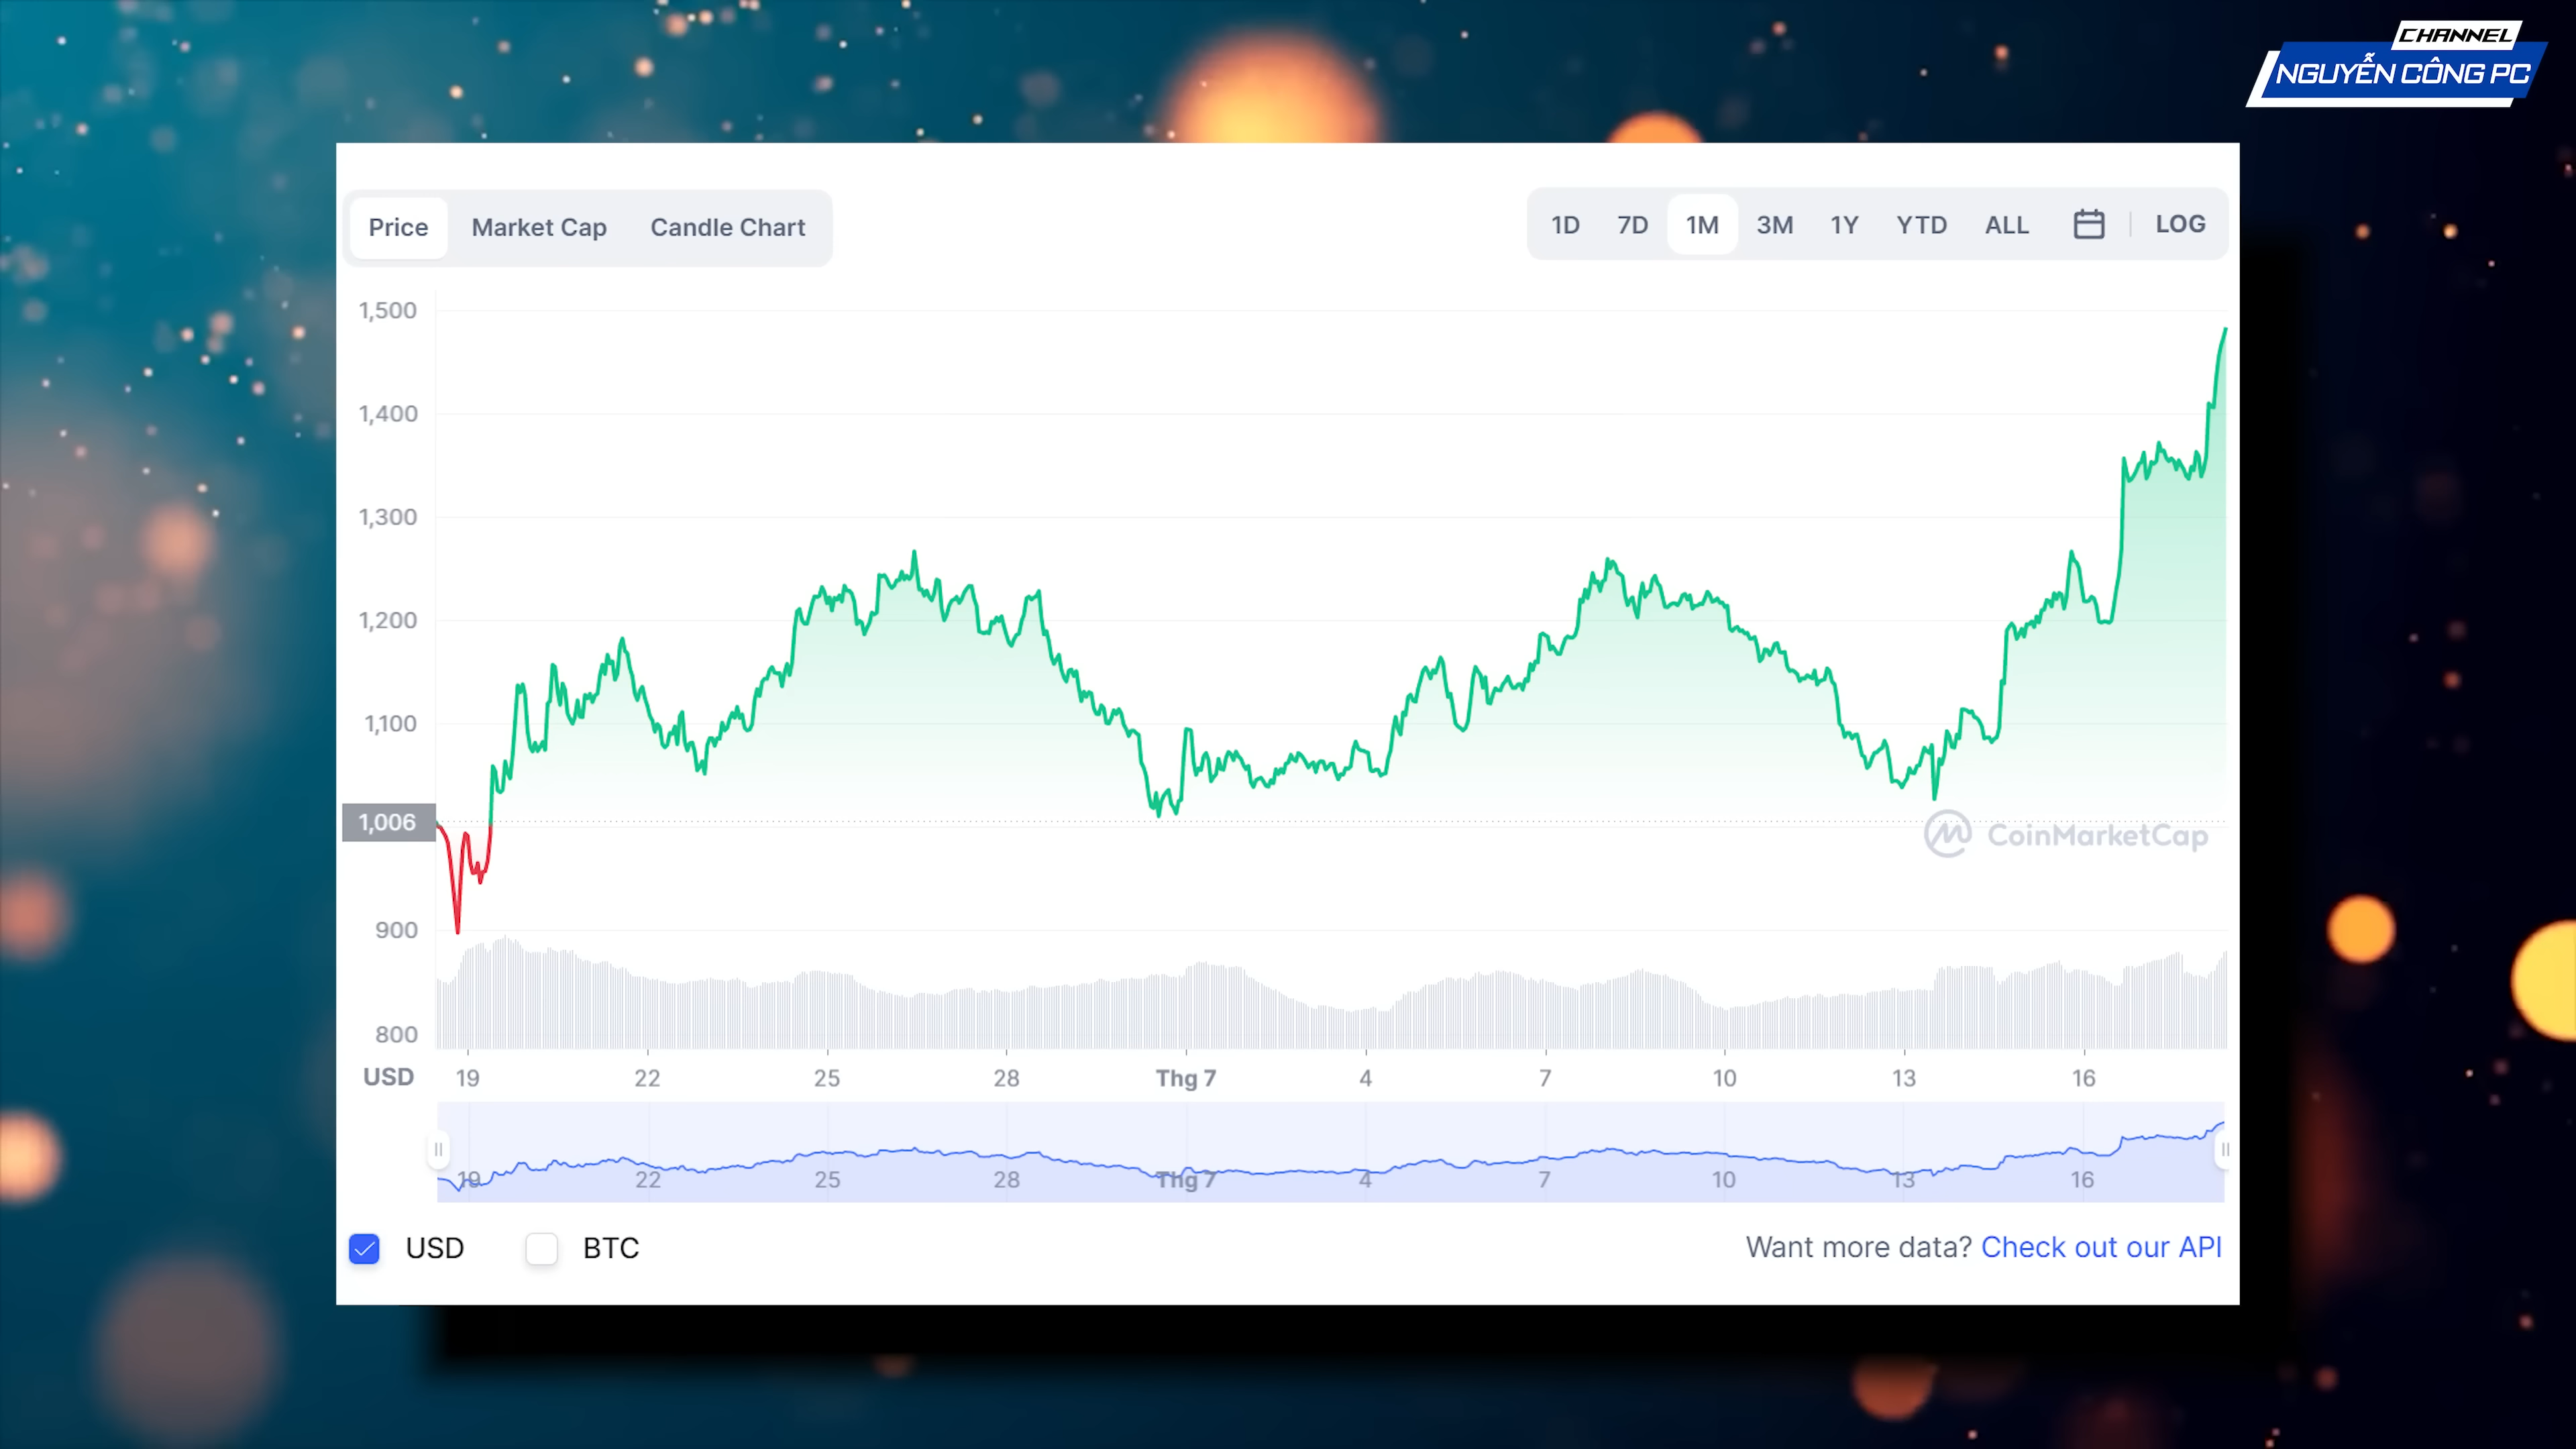 CHANNEL
NGUYỄN CÔNG PC
Price Market Cap Candle Chart
1D 7D 1M 3M 1Y YTD ALL LOG
1,500
1,400
1,300
1,200
1,100
1,006
900
800
CoinMarketCap
USD 19 22 25 28 Thg 7 4 7 10 13 16
19 22 25 28 Thg 7 4 7 10 13 16
USD BTC
Want more data? Check out our API